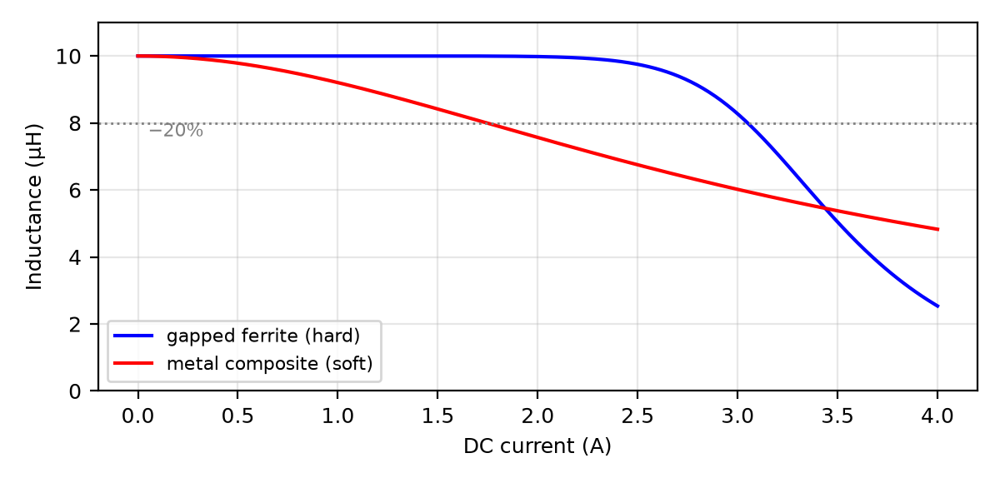 10
8
6
4
2
0
Inductance (µH)
−20%
gapped ferrite (hard)
metal composite (soft)
0.0 0.5 1.0 1.5 2.0 2.5 3.0 3.5 4.0
DC current (A)